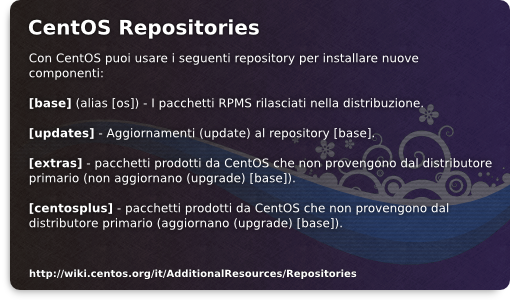 CentOS Repositories
Con CentOS puoi usare i seguenti repository per installare nuove
componenti:
[base] (alias [os]) - I pacchetti RPMS rilasciati nella distribuzione.
[updates] - Aggiornamenti (update) al repository [base].
[extras] - pacchetti prodotti da CentOS che non provengono dal distributore
primario (non aggiornano (upgrade) [base]).
[centosplus] - pacchetti prodotti da CentOS che non provengono dal
distributore primario (aggiornano (upgrade) [base]).
http://wiki.centos.org/it/AdditionalResources/Repositories